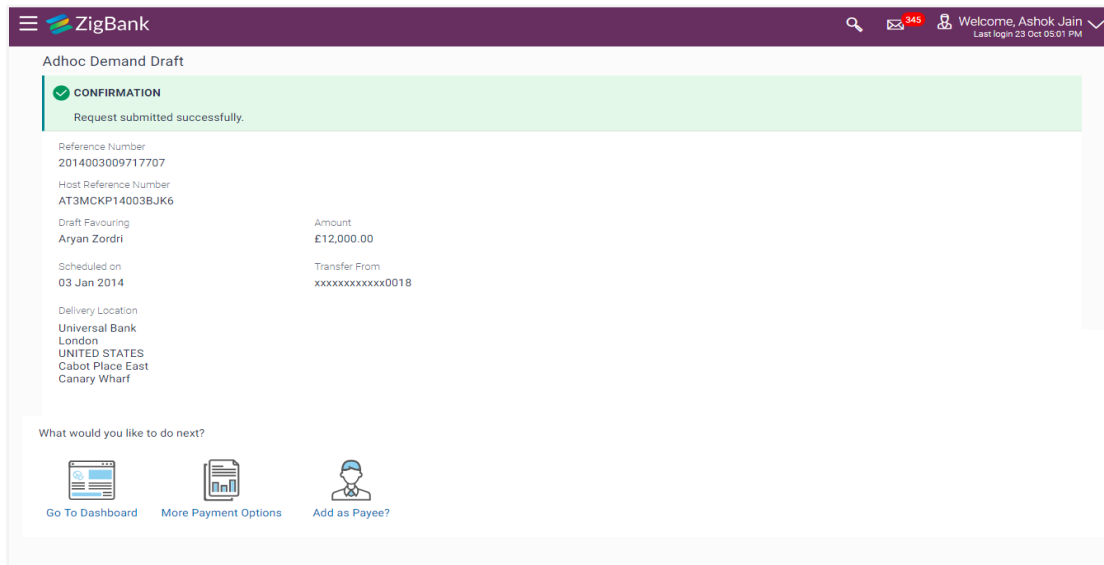 ZigBank
345
Welcome, Ashok Jain
Last login 23 Oct 05:01 PM
Adhoc Demand Draft
CONFIRMATION
Request submitted successfully.
Reference Number
2014003009717707
Host Reference Number
AT3MCKP14003BJK6
Draft Favouring
Aryan Zordri
Amount
£12,000.00
Scheduled on
03 Jan 2014
Transfer From
xxxxxxxxxxxx0018
Delivery Location
Universal Bank
London
UNITED STATES
Cabot Place East
Canary Wharf
What would you like to do next?
Go To Dashboard
More Payment Options
Add as Payee?